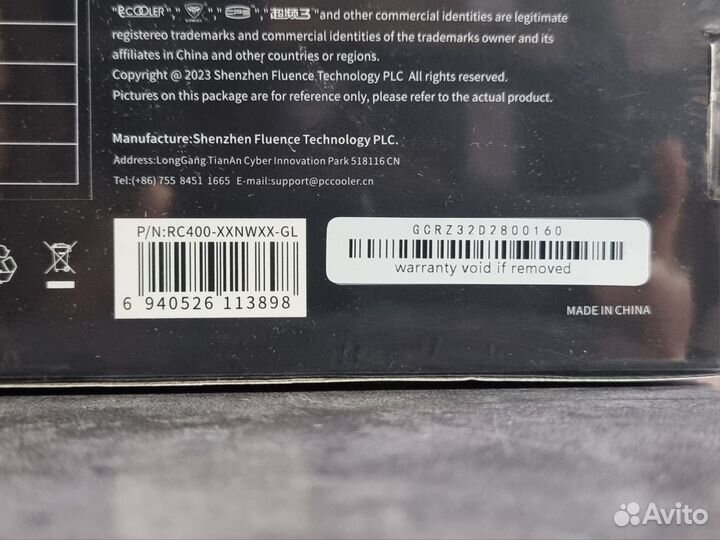 "PCCOOLER", " ", " ", "超频三"and other commercial identities are legitimate
registereo trademarks and commercial identities of the trademarks owner and its
affiliates in China and other countries or regions.
Copyright @ 2023 Shenzhen Fluence Technology PLC All rights reserved.
Pictures on this package are for reference only, please refer to the actual product.
Manufacture:Shenzhen Fluence Technology PLC.
Address:LongGang.TianAn Cyber Innovation Park 518116 CN
Tel:(+86) 755 8451 1665 E-mail:support@pccooler.cn
P/N:RC400-XXNWXX-GL
6 940526 113898
GCRZ32D2800160
warranty void if removed
MADE IN CHINA
Avito